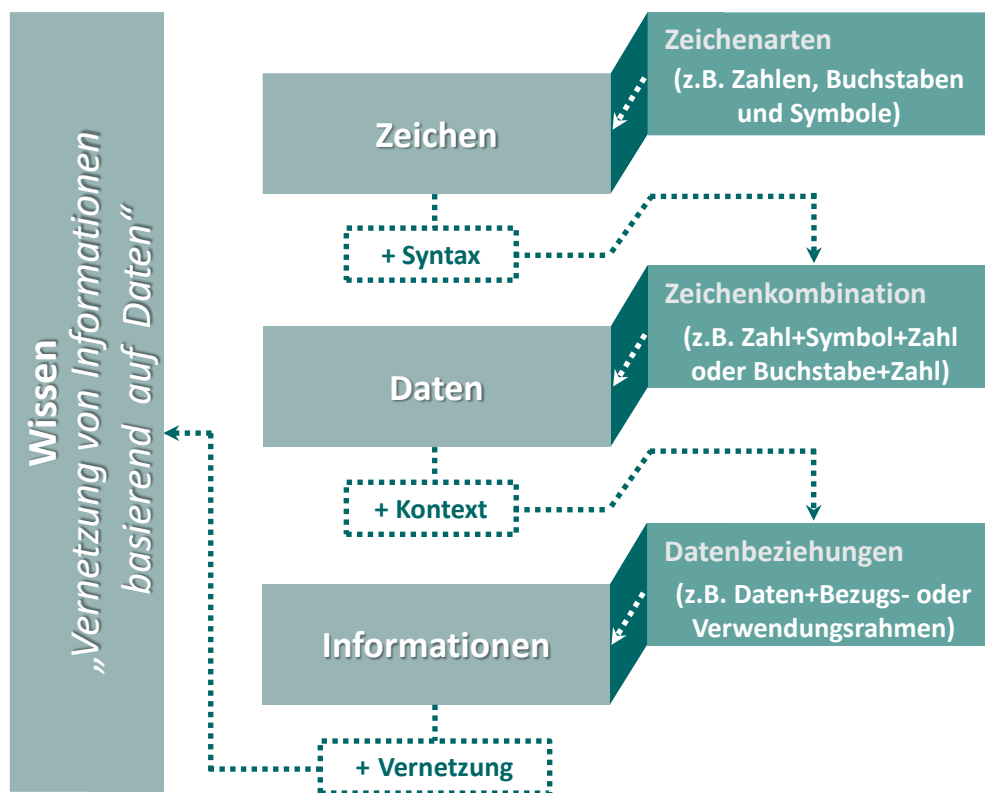 Wissen
„Vernetzung von Informationen
basierend auf Daten“
Zeichenarten
(z.B. Zahlen, Buchstaben
und Symbole)
Zeichen
+ Syntax
Zeichenkombination
(z.B. Zahl+Symbol+Zahl
oder Buchstabe+Zahl)
Daten
+ Kontext
Datenbeziehungen
(z.B. Daten+Bezugs- oder
Verwendungsrahmen)
Informationen
+ Vernetzung